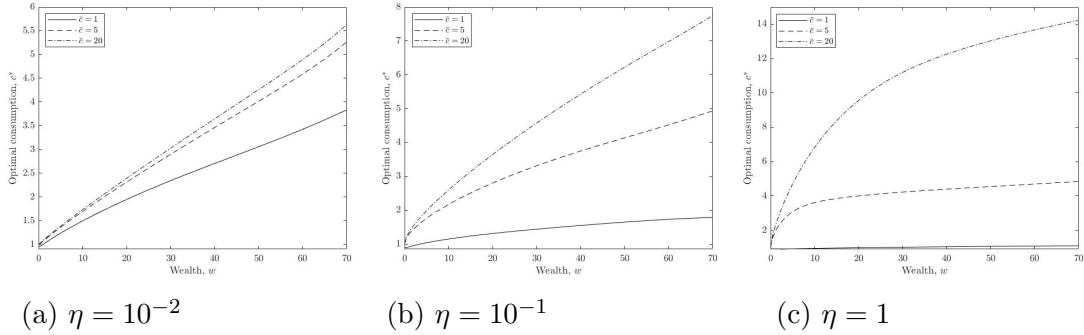 6
5.5
5
4.5
4
3.5
3
2.5
2
1.5
1
0 10 20 30 40 50 60 70
Optimal consumption, c*
Wealth, w
c̄ = 1
c̄ = 5
c̄ = 20
(a) η = 10⁻²
8
7
6
5
4
3
2
1
0 10 20 30 40 50 60 70
Optimal consumption, c*
Wealth, w
c̄ = 1
c̄ = 5
c̄ = 20
(b) η = 10⁻¹
14
12
10
8
6
4
2
0 10 20 30 40 50 60 70
Optimal consumption, c*
Wealth, w
c̄ = 1
c̄ = 5
c̄ = 20
(c) η = 1